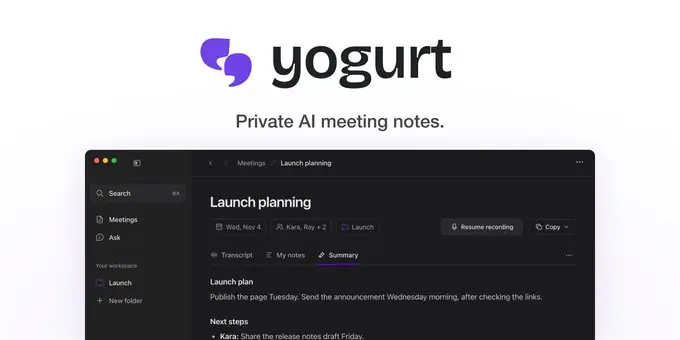 yogurt
Private AI meeting notes.
Meetings / Launch planning
Search ⌘K
Launch planning
Meetings
Wed, Nov 4 Kara, Ray + 2 Launch Resume recording Copy
Ask
Transcript My notes Summary
Your workspace
Launch
New folder
Launch plan
Publish the page Tuesday. Send the announcement Wednesday morning, after checking the links.
Next steps
• Kara: Share the release notes draft Friday.